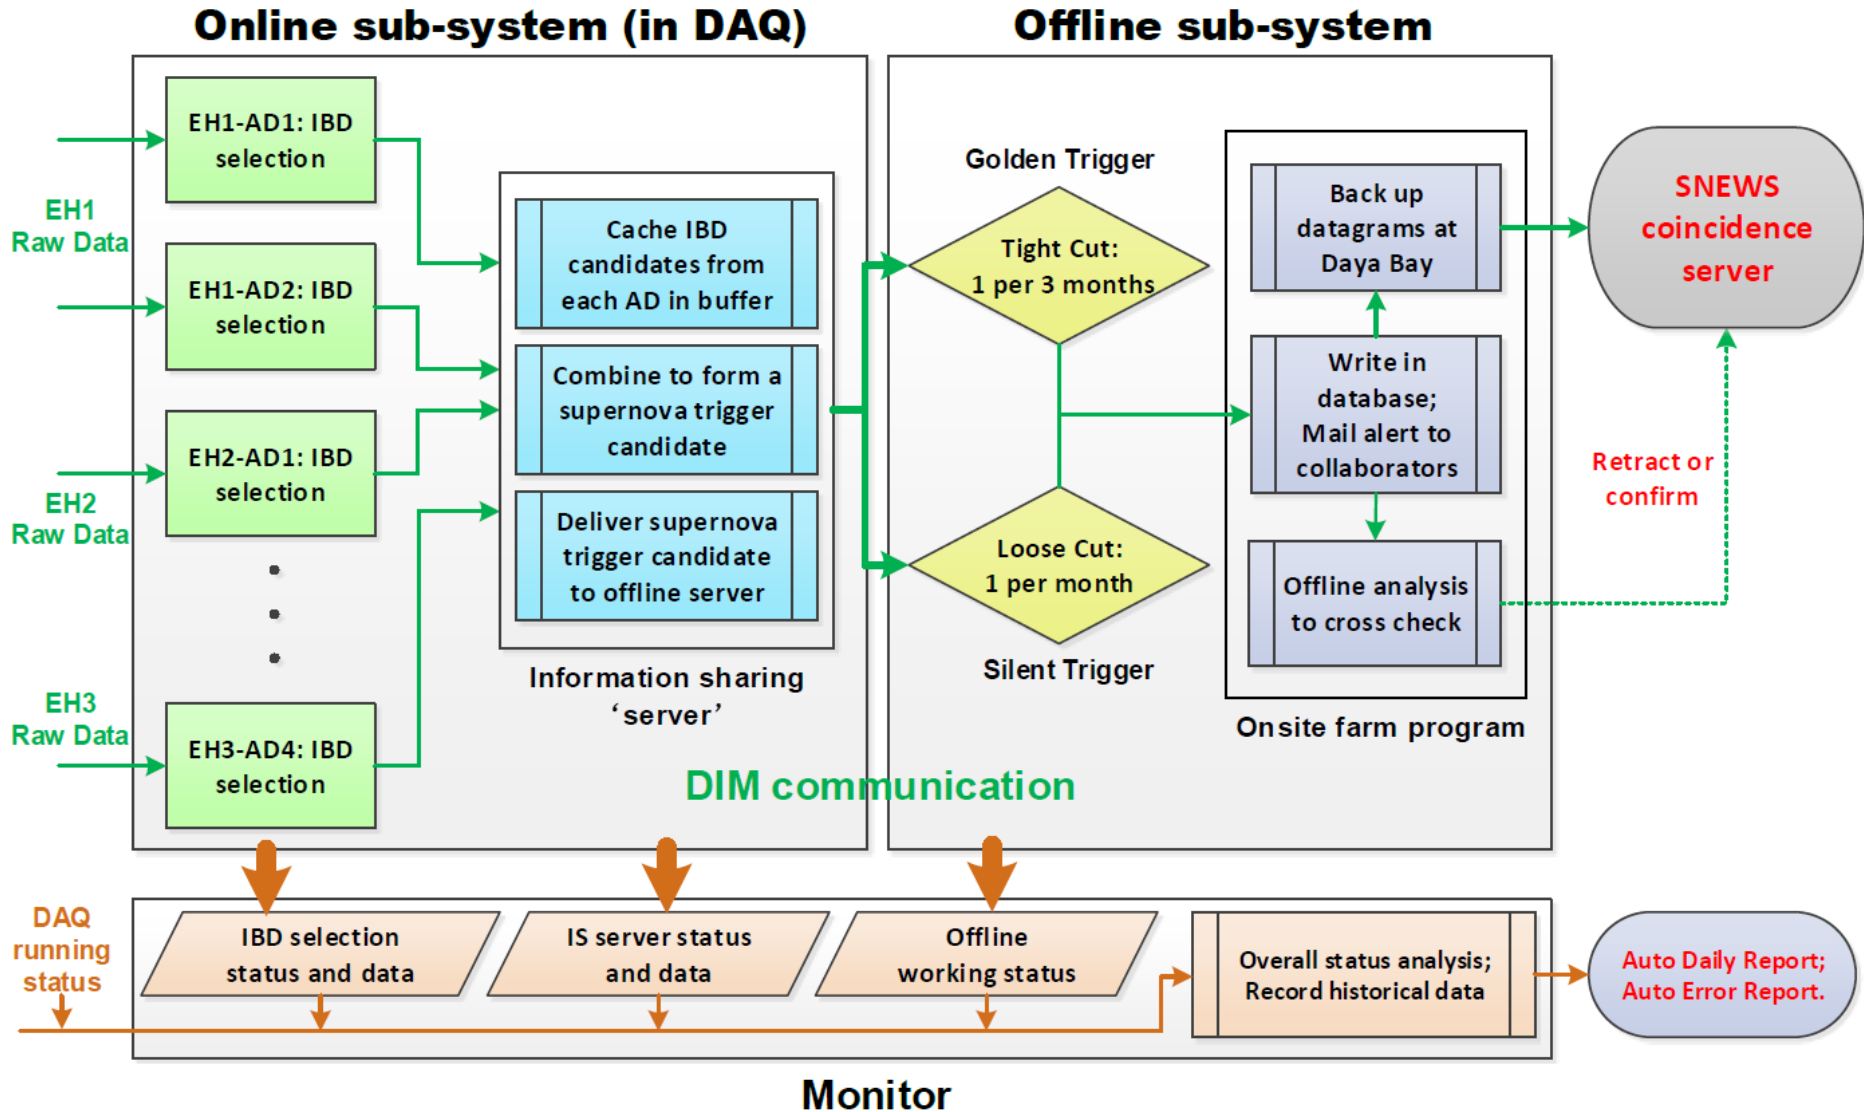 Online sub-system (in DAQ)
Offline sub-system
EH1
Raw Data
EH2
Raw Data
EH3
Raw Data
EH1-AD1: IBD
selection
EH1-AD2: IBD
selection
EH2-AD1: IBD
selection
EH3-AD4: IBD
selection
Cache IBD
candidates from
each AD in buffer
Combine to form a
supernova trigger
candidate
Deliver supernova
trigger candidate
to offline server
Information sharing
‘server’
Golden Trigger
Tight Cut:
1 per 3 months
Loose Cut:
1 per month
Silent Trigger
Back up
datagrams at
Daya Bay
Write in
database;
Mail alert to
collaborators
Offline analysis
to cross check
Onsite farm program
SNEWS
coincidence
server
Retract or
confirm
DIM communication
DAQ
running
status
IBD selection
status and data
IS server status
and data
Offline
working status
Overall status analysis;
Record historical data
Auto Daily Report;
Auto Error Report.
Monitor